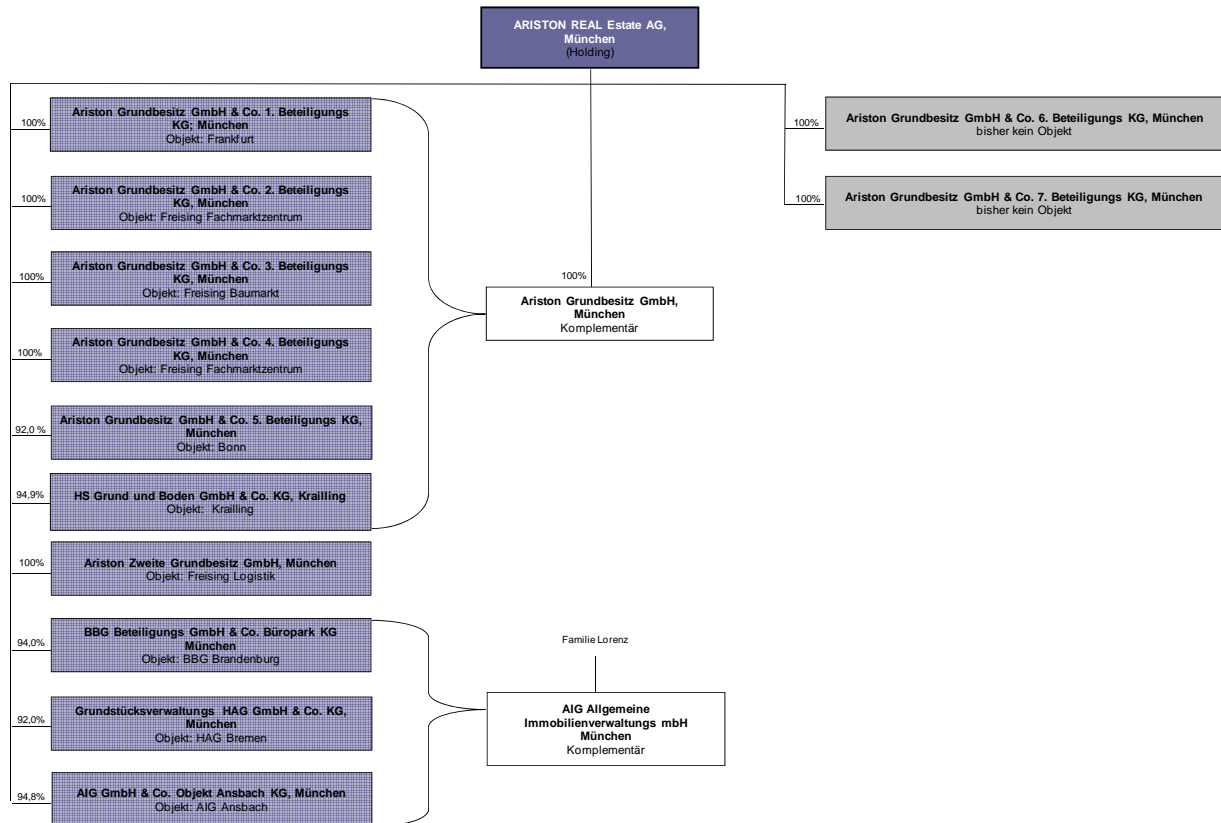 ARISTON REAL Estate AG,
München
(Holding)
100%
Ariston Grundbesitz GmbH & Co. 1. Beteiligungs
KG; München
Objekt: Frankfurt
100%
Ariston Grundbesitz GmbH & Co. 2. Beteiligungs
KG, München
Objekt: Freising Fachmarktzentrum
100%
Ariston Grundbesitz GmbH & Co. 3. Beteiligungs
KG, München
Objekt: Freising Baumarkt
100%
Ariston Grundbesitz GmbH & Co. 4. Beteiligungs
KG, München
Objekt: Freising Fachmarktzentrum
92,0 %
Ariston Grundbesitz GmbH & Co. 5. Beteiligungs KG,
München
Objekt: Bonn
94,9%
HS Grund und Boden GmbH & Co. KG, Krailling
Objekt: Krailling
100%
Ariston Zweite Grundbesitz GmbH, München
Objekt: Freising Logistik
94,0%
BBG Beteiligungs GmbH & Co. Büropark KG
München
Objekt: BBG Brandenburg
92,0%
Grundstücksverwaltungs HAG GmbH & Co. KG,
München
Objekt: HAG Bremen
94,8%
AIG GmbH & Co. Objekt Ansbach KG, München
Objekt: AIG Ansbach
100%
Ariston Grundbesitz GmbH,
München
Komplementär
Familie Lorenz
AIG Allgemeine
Immobilienverwaltungs mbH
München
Komplementär
100%
Ariston Grundbesitz GmbH & Co. 6. Beteiligungs KG, München
bisher kein Objekt
100%
Ariston Grundbesitz GmbH & Co. 7. Beteiligungs KG, München
bisher kein Objekt